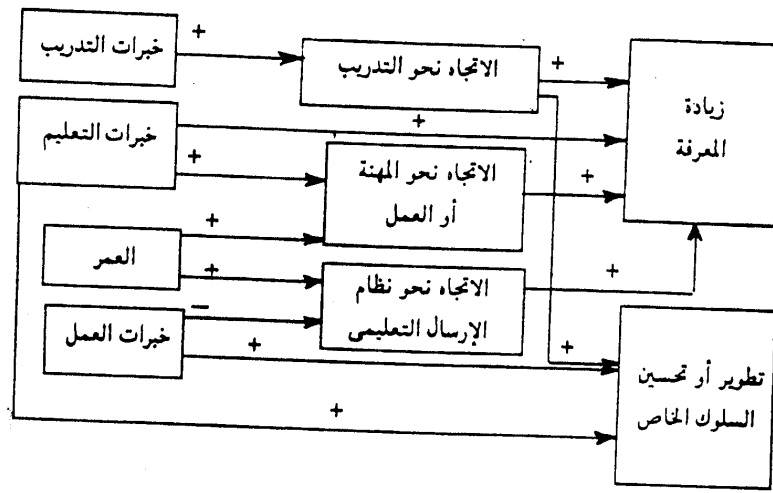 خبرات التدريب
+
الاتجاه نحو التدريب
+
زيادة
المعرفة
خبرات التعليم
+
+
الاتجاه نحو المهنة
أو العمل
+
العمر
+
+
الاتجاه نحو نظام
الإرسال التعليمى
+
خبرات العمل
−
+
+
تطوير أو تحسين
السلوك الخاص
+